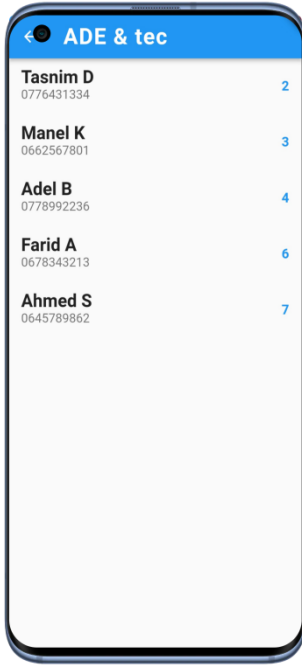 ADE & tec
Tasnim D
0776431334
2
Manel K
0662567801
3
Adel B
0778992236
4
Farid A
0678343213
6
Ahmed S
0645789862
7